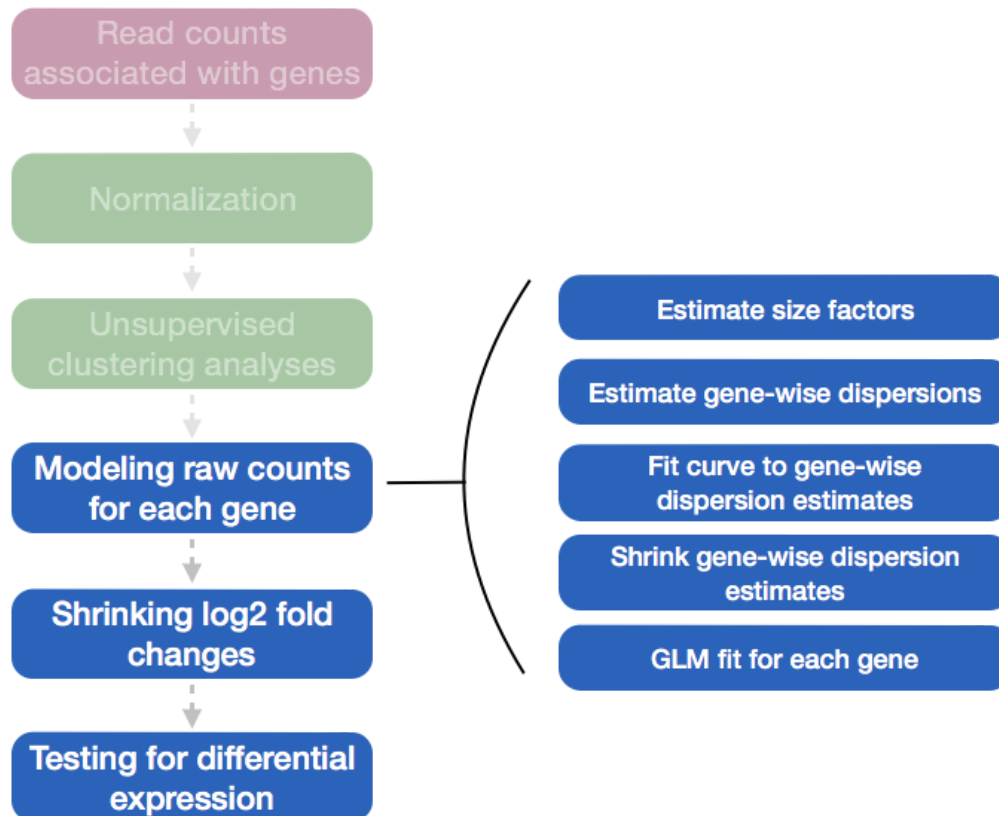 Read counts
associated with genes
Normalization
Unsupervised
clustering analyses
Modeling raw counts
for each gene
Shrinking log2 fold
changes
Testing for differential
expression
Estimate size factors
Estimate gene-wise dispersions
Fit curve to gene-wise
dispersion estimates
Shrink gene-wise dispersion
estimates
GLM fit for each gene